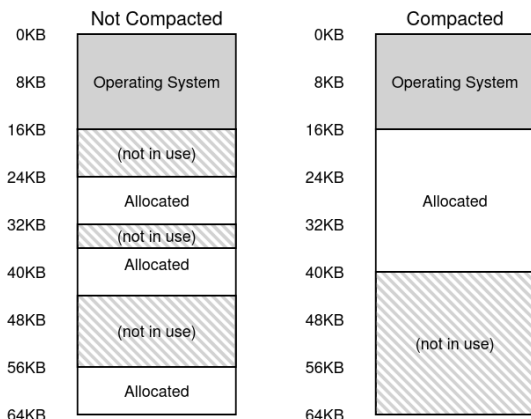 Not Compacted
0KB
8KB
Operating System
16KB
(not in use)
24KB
Allocated
32KB
(not in use)
Allocated
40KB
48KB
(not in use)
56KB
Allocated
64KB
Compacted
0KB
8KB
Operating System
16KB
24KB
Allocated
32KB
40KB
48KB
(not in use)
56KB
64KB